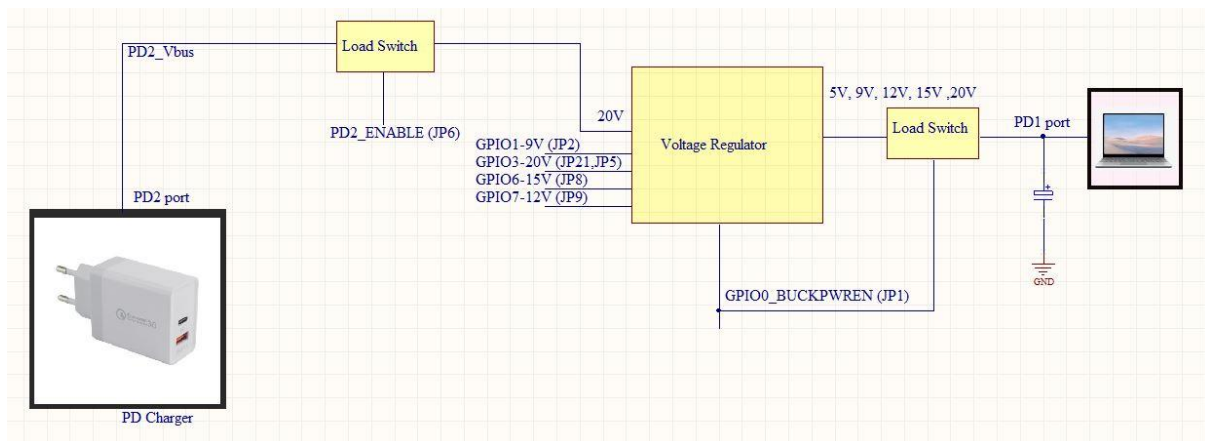 PD2_Vbus
Load Switch
PD2_ENABLE (JP6)
20V
GPIO1-9V (JP2)
GPIO3-20V (JP21,JP5)
GPIO6-15V (JP8)
GPIO7-12V (JP9)
Voltage Regulator
5V, 9V, 12V, 15V ,20V
Load Switch
PD1 port
GND
GPIO0_BUCKPWREN (JP1)
PD2 port
PD Charger